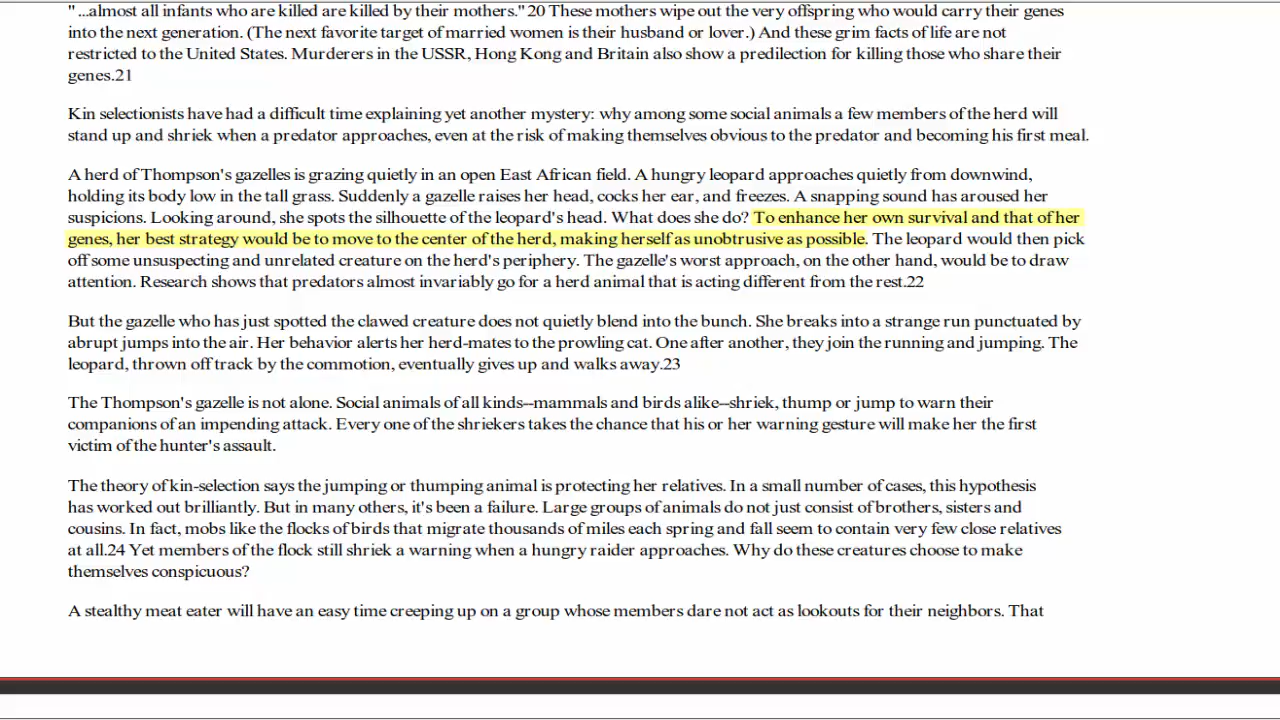 " ...almost all infants who are killed are killed by their mothers." 20 These mothers wipe out the very offspring who would carry their genes
into the next generation. (The next favorite target of married women is their husband or lover.) And these grim facts of life are not
restricted to the United States. Murderers in the USSR, Hong Kong and Britain also show a predilection for killing those who share their
genes.21
Kin selectionists have had a difficult time explaining yet another mystery: why among some social animals a few members of the herd will
stand up and shriek when a predator approaches, even at the risk of making themselves obvious to the predator and becoming his first meal.
A herd of Thompson's gazelles is grazing quietly in an open East African field. A hungry leopard approaches quietly from downwind,
holding its body low in the tall grass. Suddenly a gazelle raises her head, cocks her ear, and freezes. A snapping sound has aroused her
suspicions. Looking around, she spots the silhouette of the leopard's head. What does she do? To enhance her own survival and that of her
genes, her best strategy would be to move to the center of the herd, making herself as unobtrusive as possible. The leopard would then pick
off some unsuspecting and unrelated creature on the herd's periphery. The gazelle's worst approach, on the other hand, would be to draw
attention. Research shows that predators almost invariably go for a herd animal that is acting different from the rest.22
But the gazelle who has just spotted the clawed creature does not quietly blend into the bunch. She breaks into a strange run punctuated by
abrupt jumps into the air. Her behavior alerts her herd-mates to the prowling cat. One after another, they join the running and jumping. The
leopard, thrown off track by the commotion, eventually gives up and walks away.23
The Thompson's gazelle is not alone. Social animals of all kinds--mammals and birds alike--shriek, thump or jump to warn their
companions of an impending attack. Every one of the shriekers takes the chance that his or her warning gesture will make her the first
victim of the hunter's assault.
The theory of kin-selection says the jumping or thumping animal is protecting her relatives. In a small number of cases, this hypothesis
has worked out brilliantly. But in many others, it's been a failure. Large groups of animals do not just consist of brothers, sisters and
cousins. In fact, mobs like the flocks of birds that migrate thousands of miles each spring and fall seem to contain very few close relatives
at all.24 Yet members of the flock still shriek a warning when a hungry raider approaches. Why do these creatures choose to make
themselves conspicuous?
A stealthy meat eater will have an easy time creeping up on a group whose members dare not act as lookouts for their neighbors. That